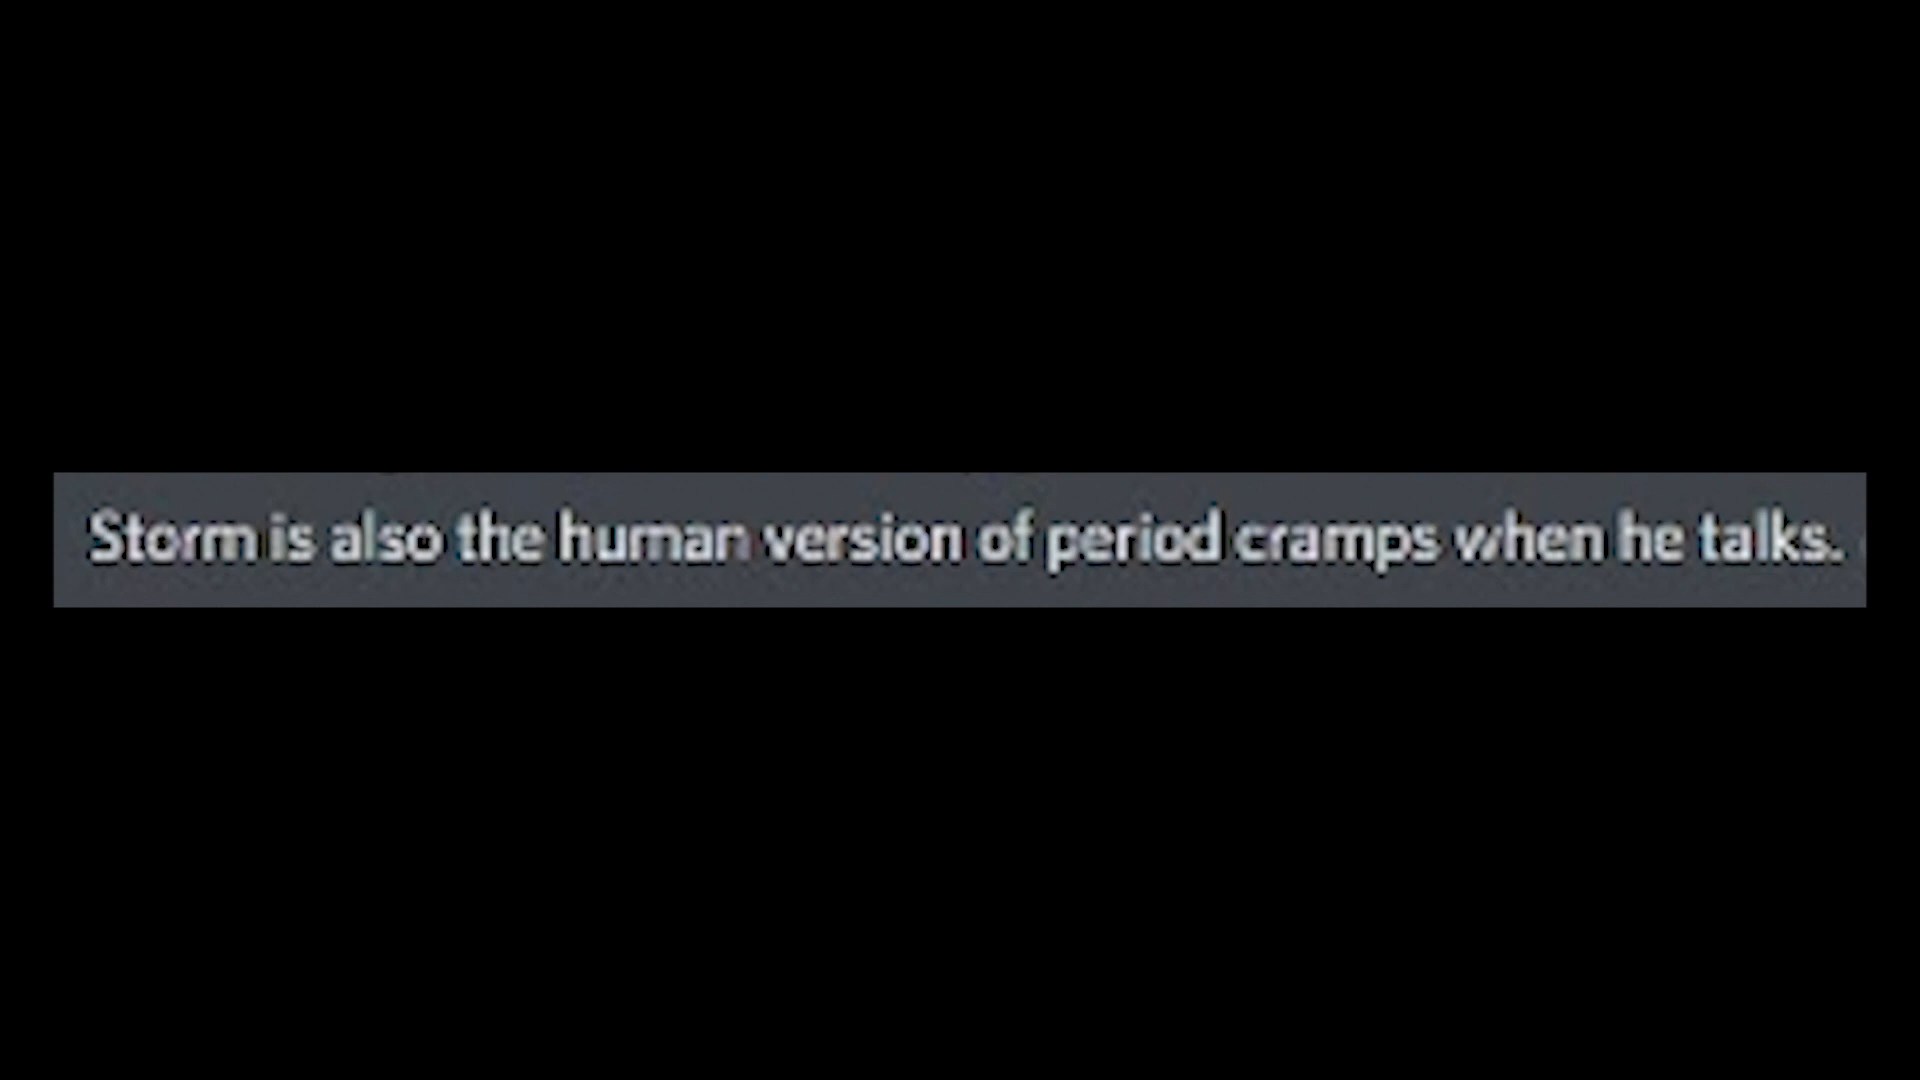 Storm is also the human version of period cramps when he talks.